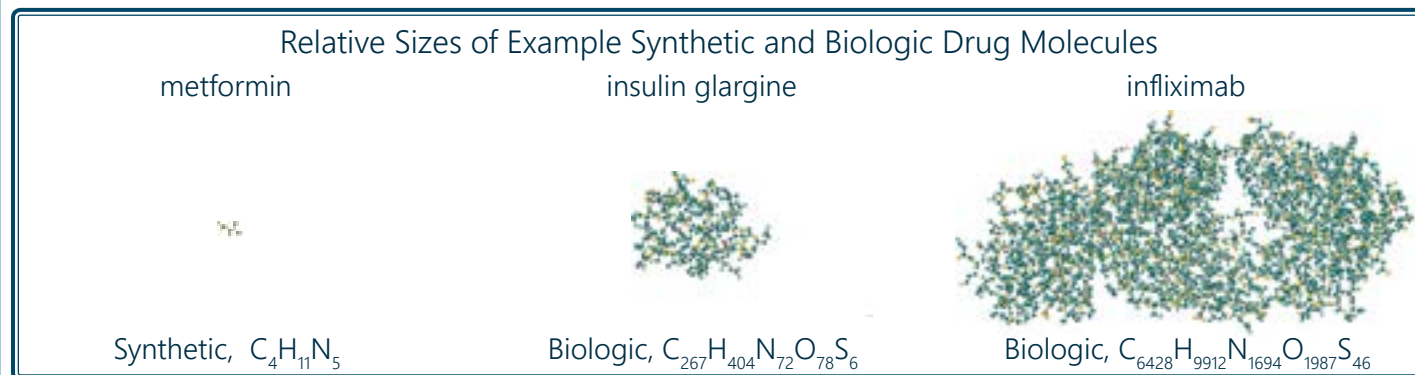 Relative Sizes of Example Synthetic and Biologic Drug Molecules
metformin insulin glargine infliximab
Synthetic, C₄H₁₁N₅ Biologic, C₂₆₇H₄₀₄N₇₂O₇₈S₆ Biologic, C₆₄₂₈H₉₉₁₂N₁₆₉₄O₁₉₈₇S₄₆